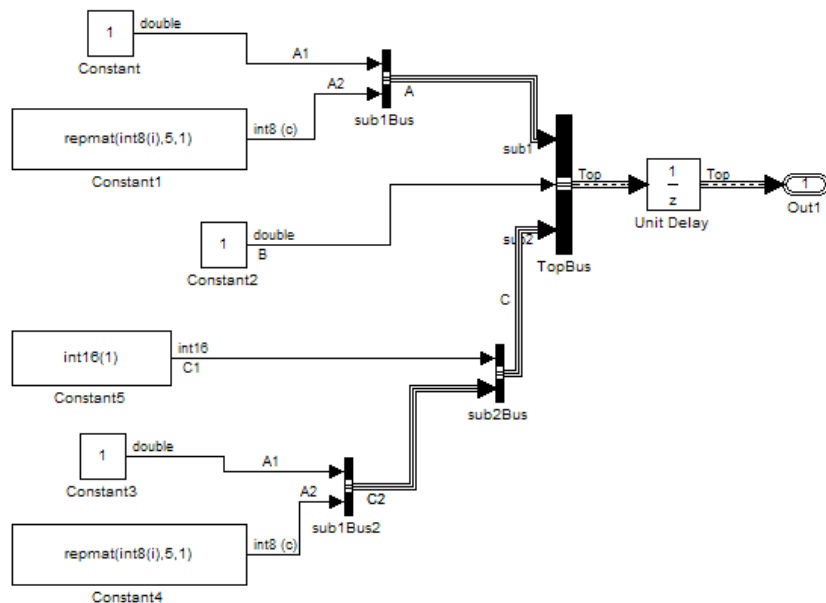 1
double
Constant
A1
A2
sub1Bus
A
repmat(int8(i),5,1)
int8 (c)
Constant1
sub1
1
double
B
Constant2
sub2
TopBus
Top
1
z
Unit Delay
Top
1
Out1
C
int16(1)
int16
C1
Constant5
sub2Bus
1
double
Constant3
A1
A2
C2
sub1Bus2
repmat(int8(i),5,1)
int8 (c)
Constant4